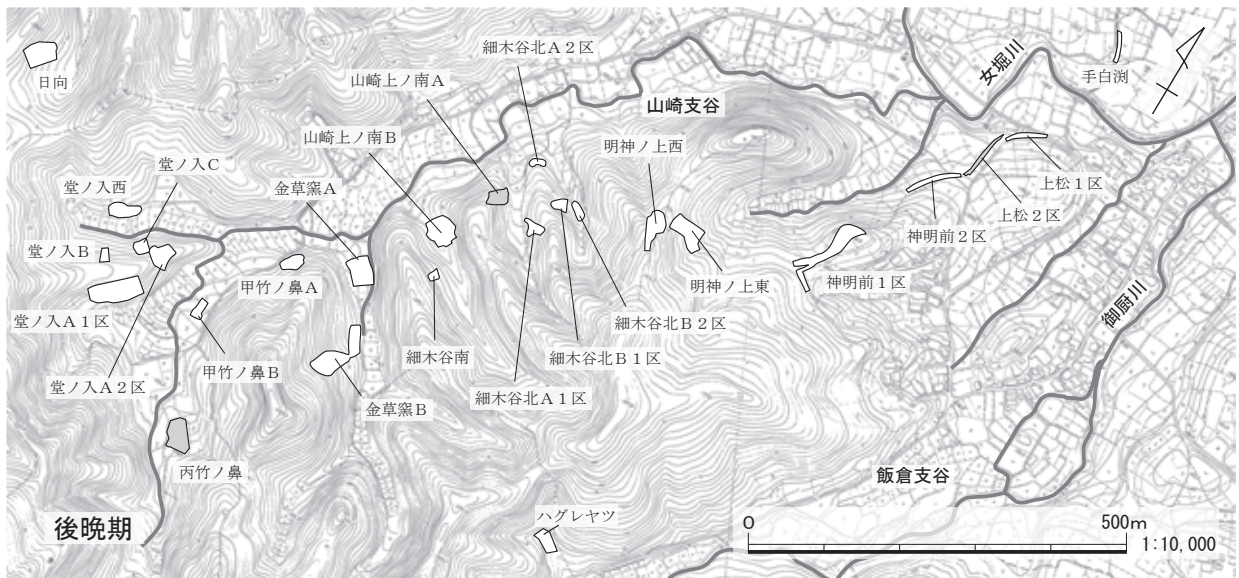 細木谷北Ａ２区
日向
山崎上ノ南Ａ
山崎支谷
女堀川
手白渕
山崎上ノ南Ｂ
明神ノ上西
堂ノ入Ｃ
堂ノ入西
金草窯Ａ
上松１区
上松２区
神明前２区
堂ノ入Ｂ
甲竹ノ鼻Ａ
明神ノ上東
神明前１区
堂ノ入Ａ１区
細木谷北Ｂ２区
御厨川
甲竹ノ鼻Ｂ
細木谷南
細木谷北Ｂ１区
堂ノ入Ａ２区
細木谷北Ａ１区
金草窯Ｂ
丙竹ノ鼻
飯倉支谷
後晩期
ハグレヤツ
0 500m
1:10,000